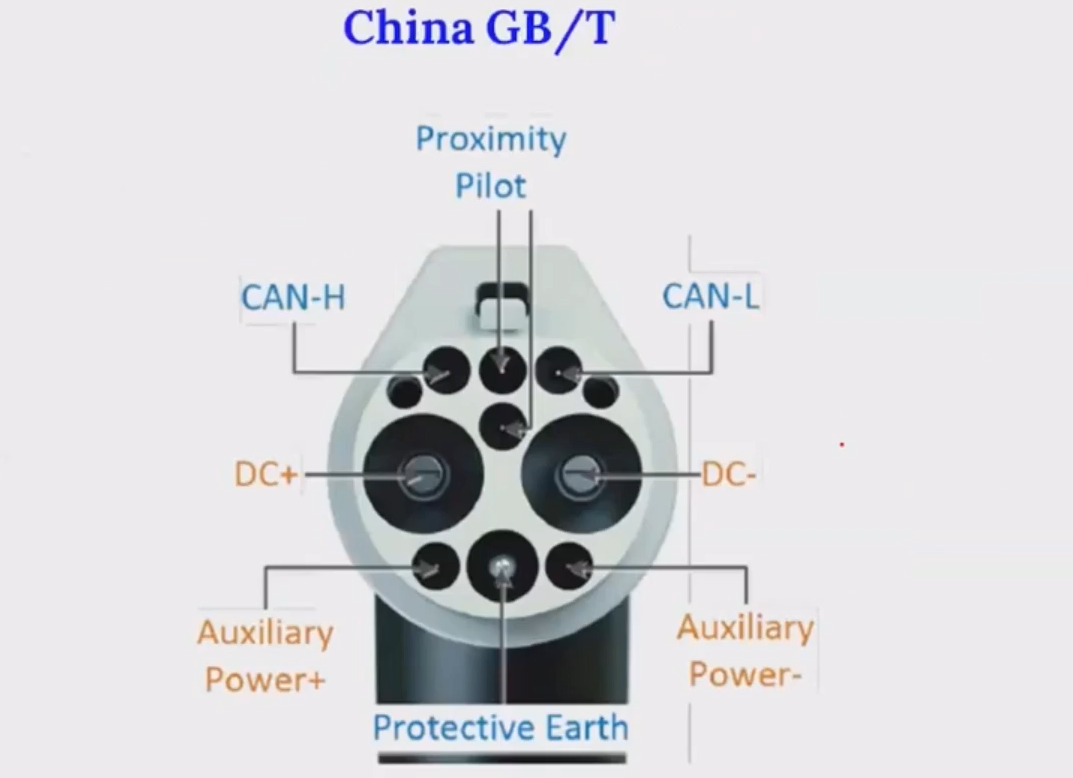 China GB/T
Proximity
Pilot
CAN-H
CAN-L
DC+
DC-
Auxiliary
Power+
Auxiliary
Power-
Protective Earth